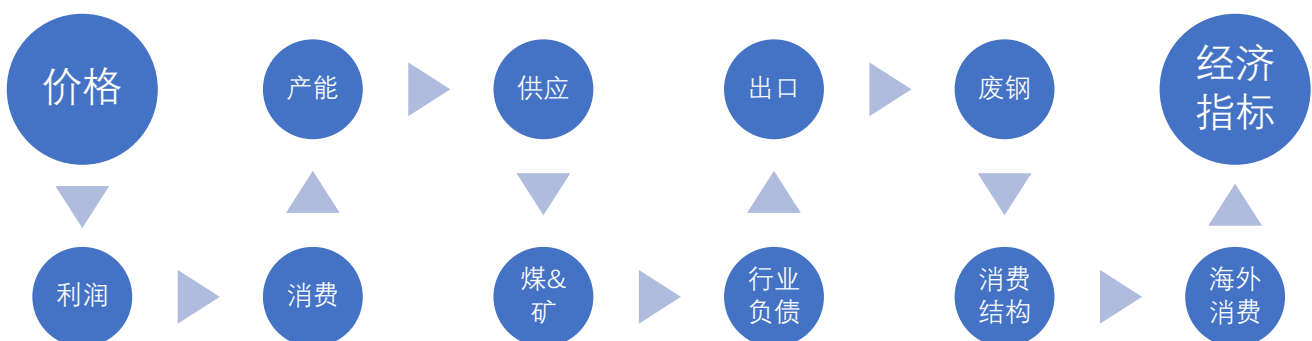 价格
产能
供应
出口
废钢
经济
指标
利润
消费
煤&
矿
行业
负债
消费
结构
海外
消费